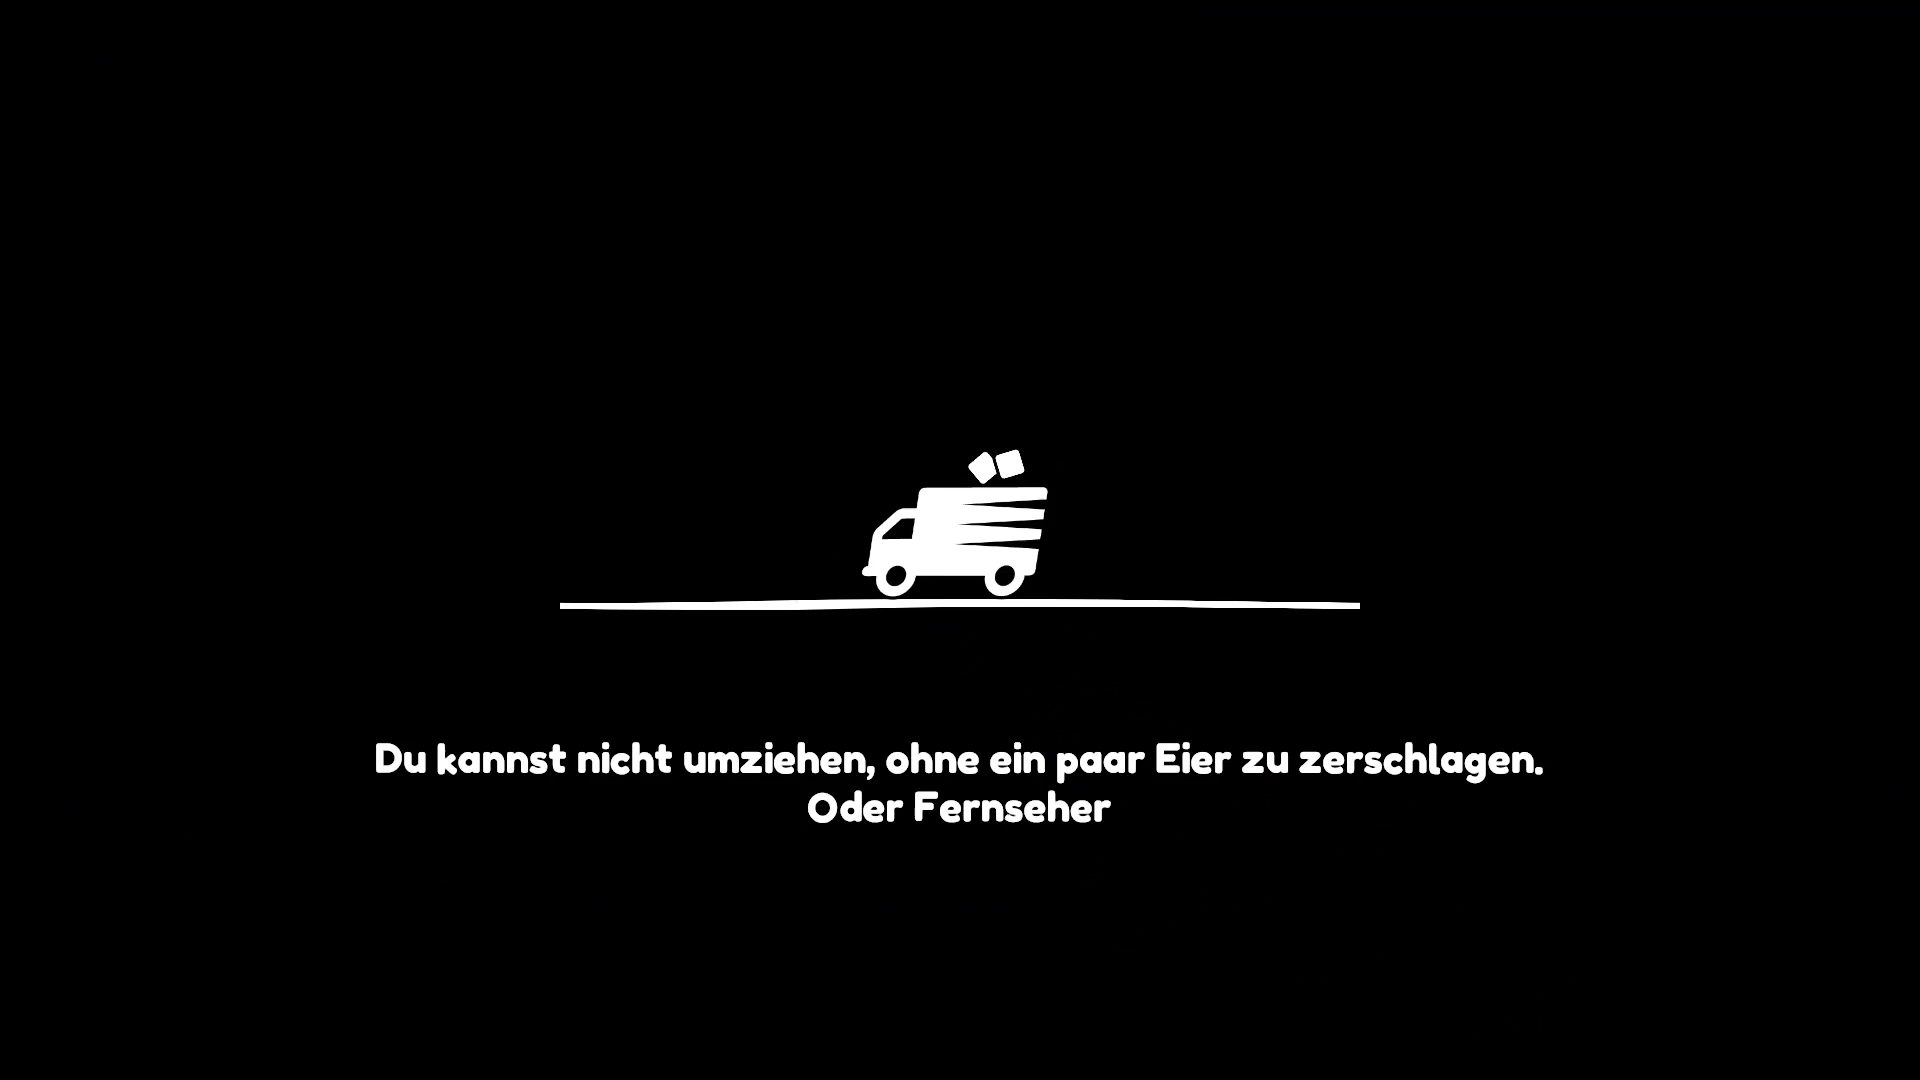 Du kannst nicht umziehen, ohne ein paar Eier zu zerschlagen.
Oder Fernseher